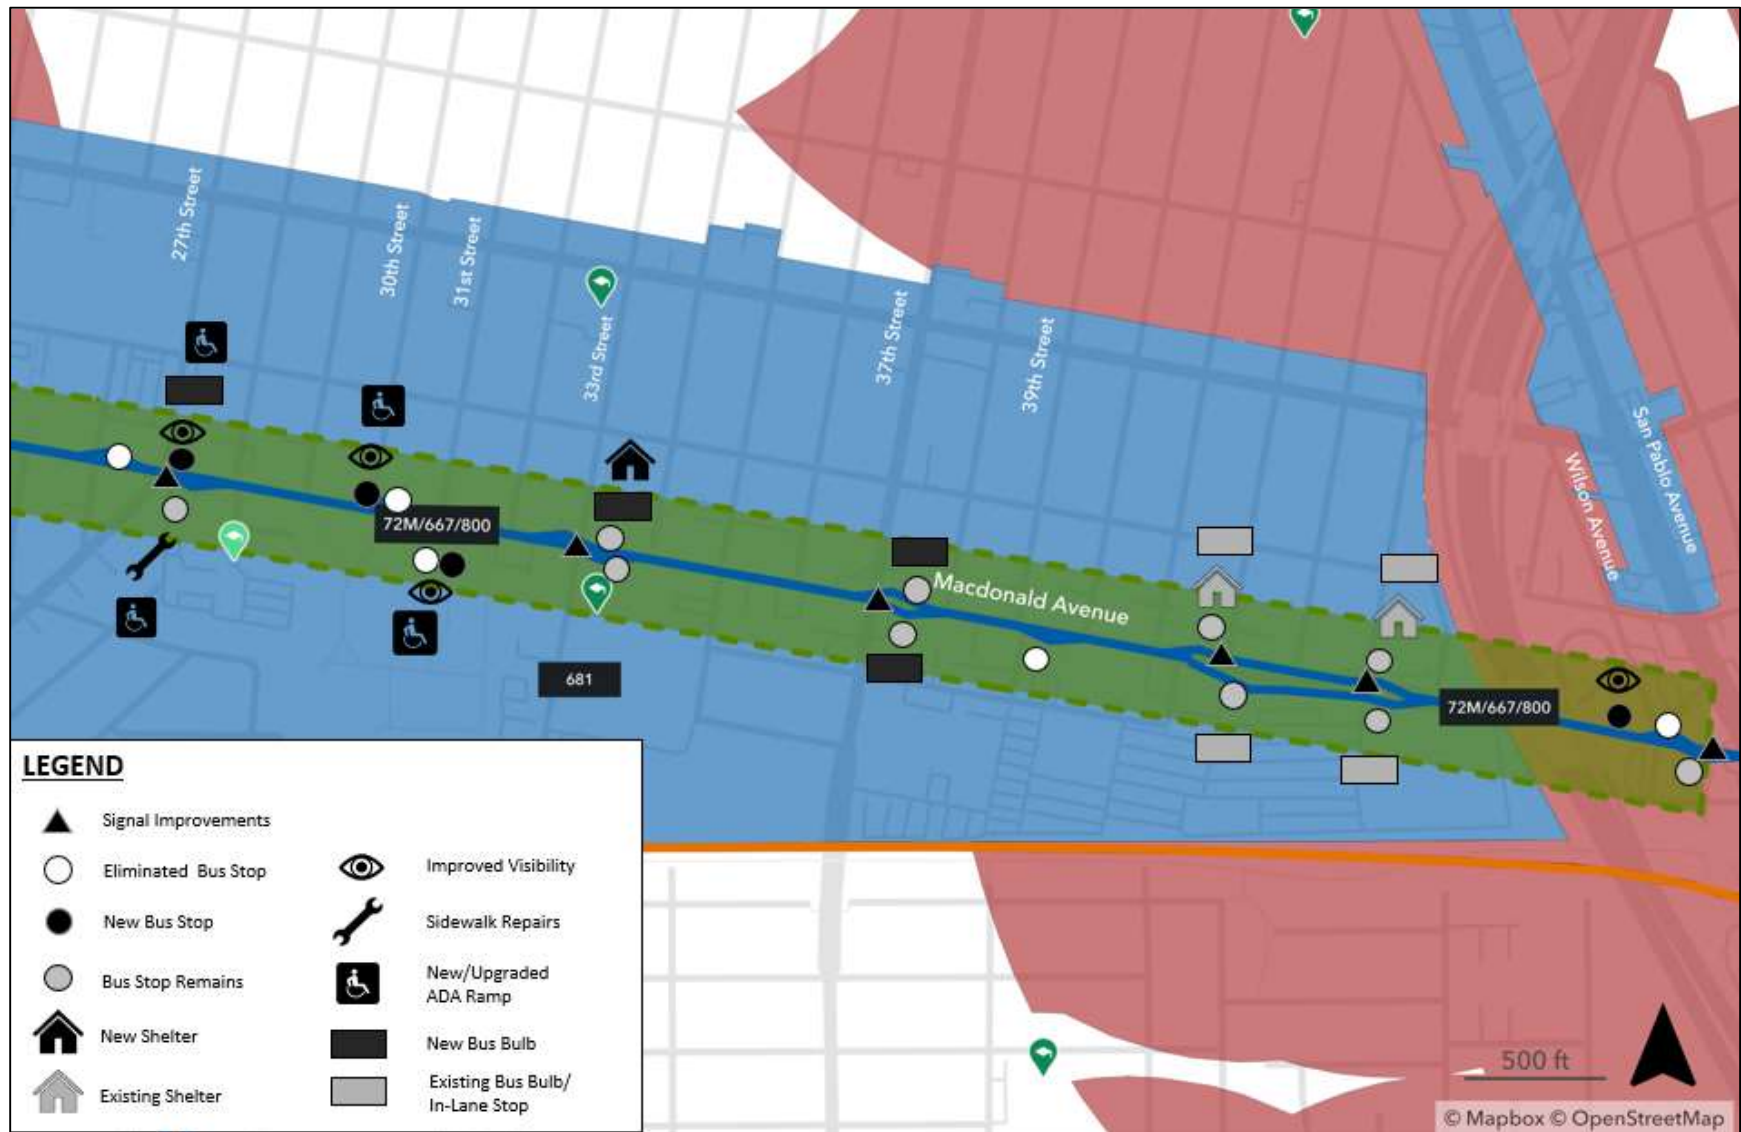 27th Street
30th Street
31st Street
33rd Street
37th Street
39th Street
San Pablo Avenue
Wilson Avenue
72M/667/800
Macdonald Avenue
681
72M/667/800
LEGEND
Signal Improvements
Eliminated Bus Stop
New Bus Stop
Bus Stop Remains
New Shelter
Existing Shelter
Improved Visibility
Sidewalk Repairs
New/Upgraded
ADA Ramp
New Bus Bulb
Existing Bus Bulb/
In-Lane Stop
500 ft
© Mapbox © OpenStreetMap